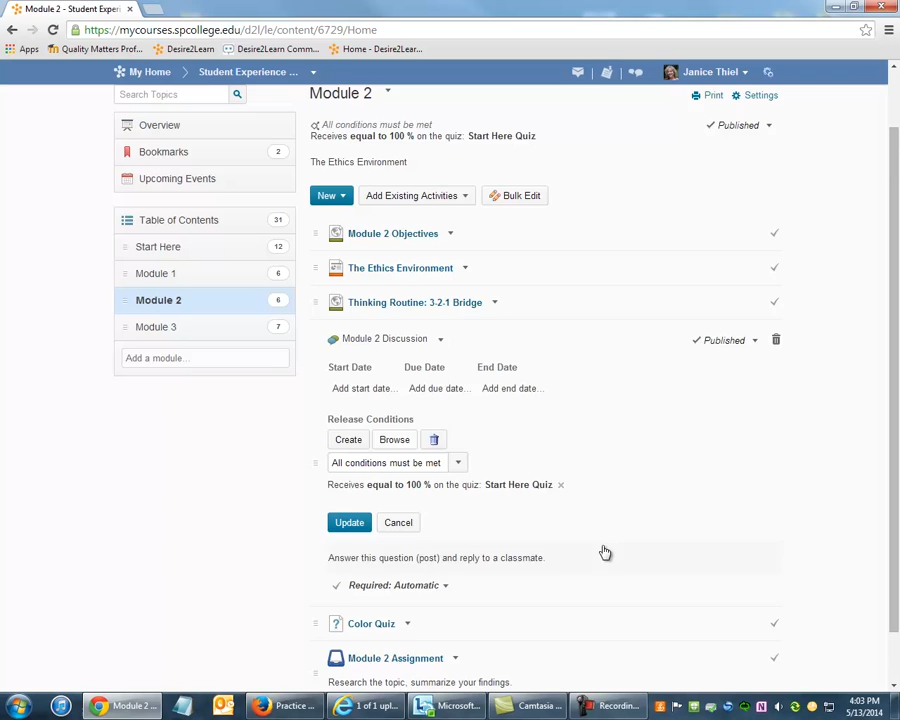 Module 2 - Student Experi
https://mycourses.spcollege.edu/d2l/le/content/6729/Home
Apps Quality Matters Prof... Desire2Learn Desire2Learn Comm... Home - Desire2Lear...
My Home Student Experience ... Janice Thiel
Search Topics
Overview
Bookmarks 2
Upcoming Events
Table of Contents 31
Start Here 12
Module 1 6
Module 2 6
Module 3 7
Add a module...
Module 2
Print Settings
All conditions must be met
Receives equal to 100 % on the quiz: Start Here Quiz
Published
The Ethics Environment
New Add Existing Activities Bulk Edit
Module 2 Objectives
The Ethics Environment
Thinking Routine: 3-2-1 Bridge
Module 2 Discussion
Published
Start Date Due Date End Date
Add start date... Add due date... Add end date...
Release Conditions
Create Browse
All conditions must be met
Receives equal to 100 % on the quiz: Start Here Quiz
Update Cancel
Answer this question (post) and reply to a classmate.
Required: Automatic
Color Quiz
Module 2 Assignment
Research the topic, summarize your findings.
Module 2 ... Practice ... 1 of 1 upl... Microsoft... Camtasia ... Recordin...
4:03 PM
5/13/2014